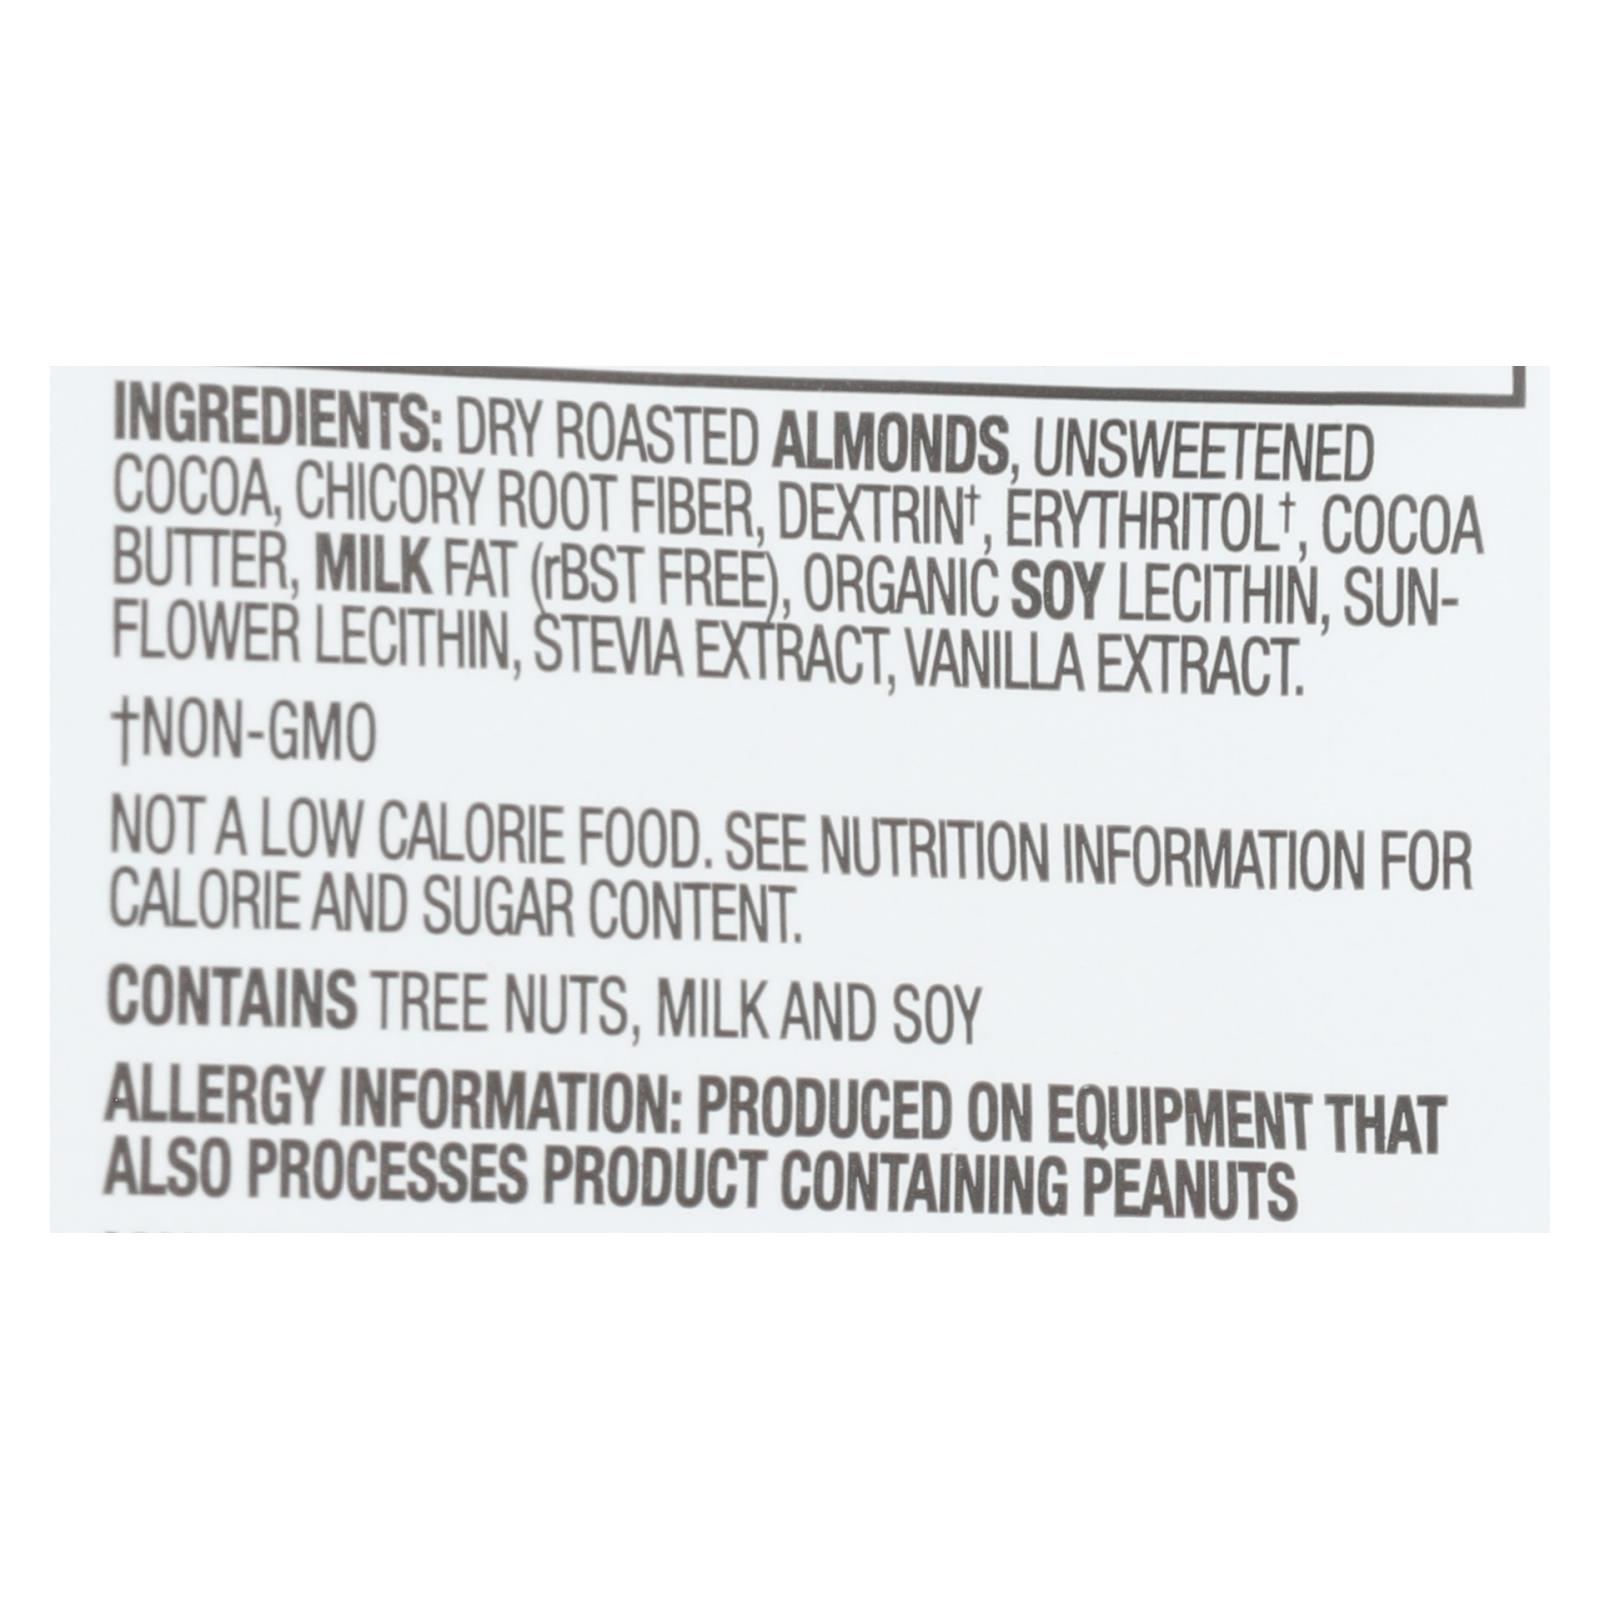 INGREDIENTS: DRY ROASTED ALMONDS, UNSWEETENED
COCOA, CHICORY ROOT FIBER, DEXTRIN†, ERYTHRITOL†, COCOA
BUTTER, MILK FAT (rBST FREE), ORGANIC SOY LECITHIN, SUN-
FLOWER LECITHIN, STEVIA EXTRACT, VANILLA EXTRACT.
†NON-GMO
NOT A LOW CALORIE FOOD. SEE NUTRITION INFORMATION FOR
CALORIE AND SUGAR CONTENT.
CONTAINS TREE NUTS, MILK AND SOY
ALLERGY INFORMATION: PRODUCED ON EQUIPMENT THAT
ALSO PROCESSES PRODUCT CONTAINING PEANUTS